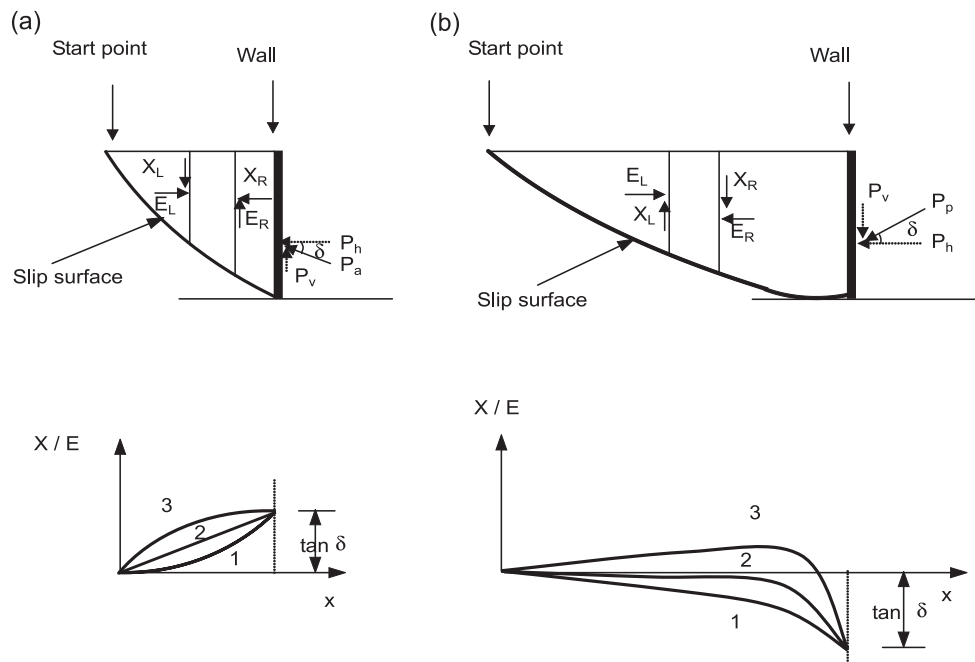 (a)
Start point
Wall
X_L
X_R
E_L
E_R
P_h
δ
P_a
P_v
Slip surface
(b)
Start point
Wall
E_L
X_R
X_L
E_R
P_v
P_p
δ
P_h
Slip surface
X / E
3
2
1
tan δ
x
X / E
3
2
1
x
tan δ